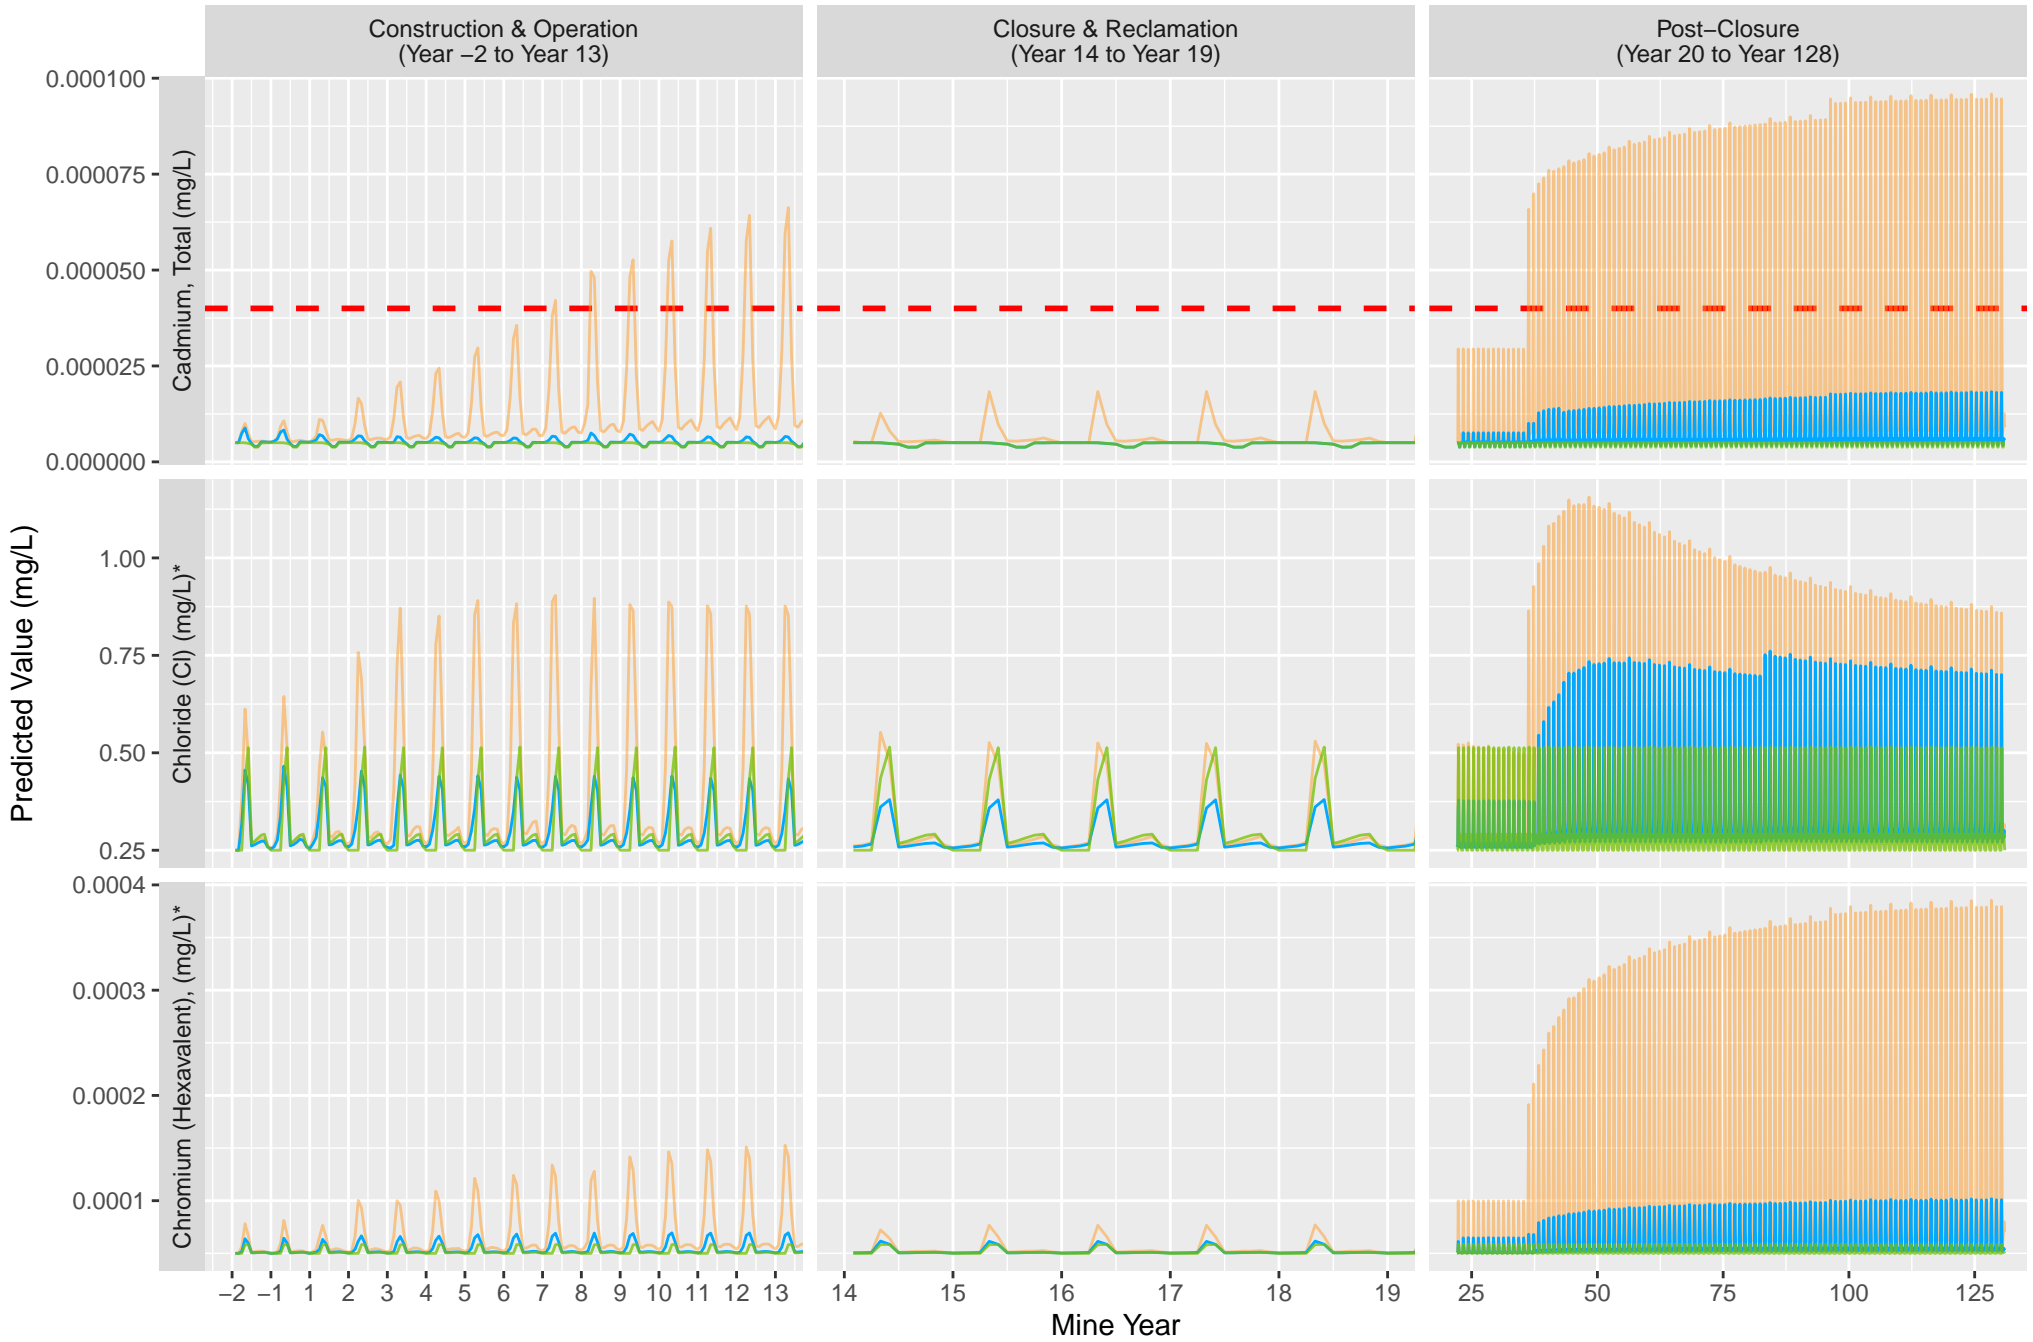 Construction & Operation
(Year −2 to Year 13)
Closure & Reclamation
(Year 14 to Year 19)
Post−Closure
(Year 20 to Year 128)
Predicted Value (mg/L)
Cadmium, Total (mg/L)
0.000100
0.000075
0.000050
0.000025
0.000000
Chloride (Cl) (mg/L)*
1.00
0.75
0.50
0.25
Chromium (Hexavalent), (mg/L)*
0.0004
0.0003
0.0002
0.0001
−2 −1 1 2 3 4 5 6 7 8 9 10 11 12 13
14 15 16 17 18 19
25 50 75 100 125
Mine Year